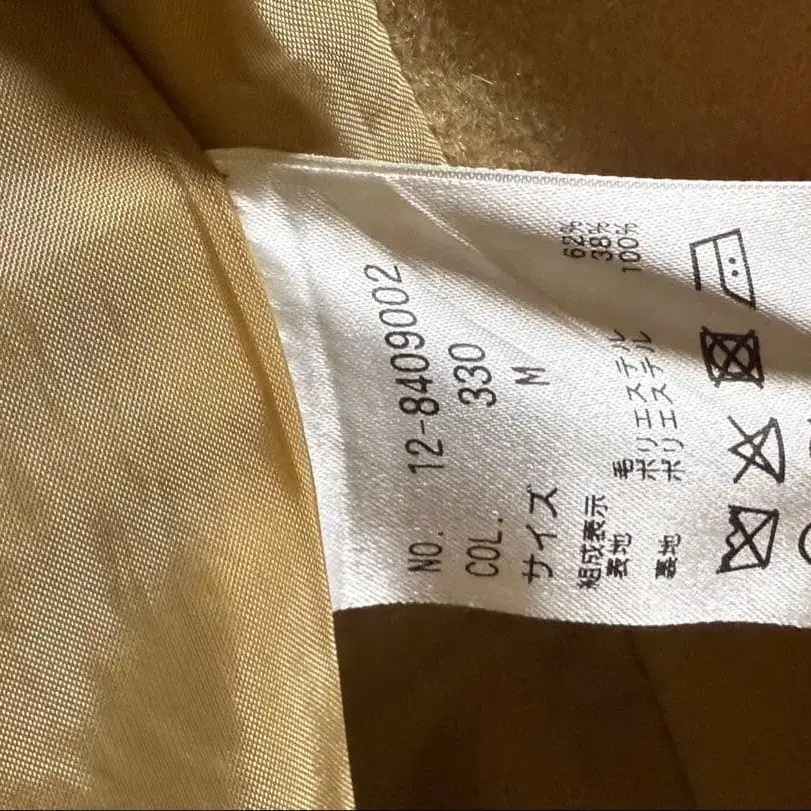 NO. 12-8409002
COL. 330
サイズ M
組成表示
表地 毛 62%
ポリエステル 38%
裏地 ポリエステル 100%